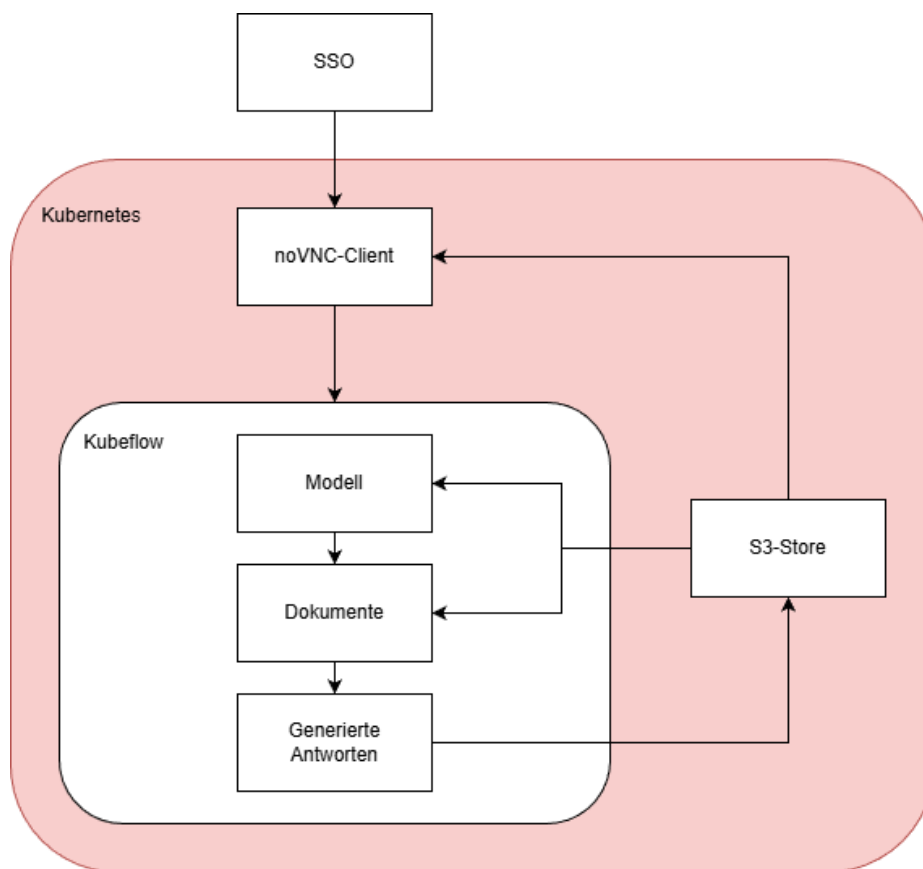 SSO
Kubernetes
noVNC-Client
Kubeflow
Modell
S3-Store
Dokumente
Generierte
Antworten